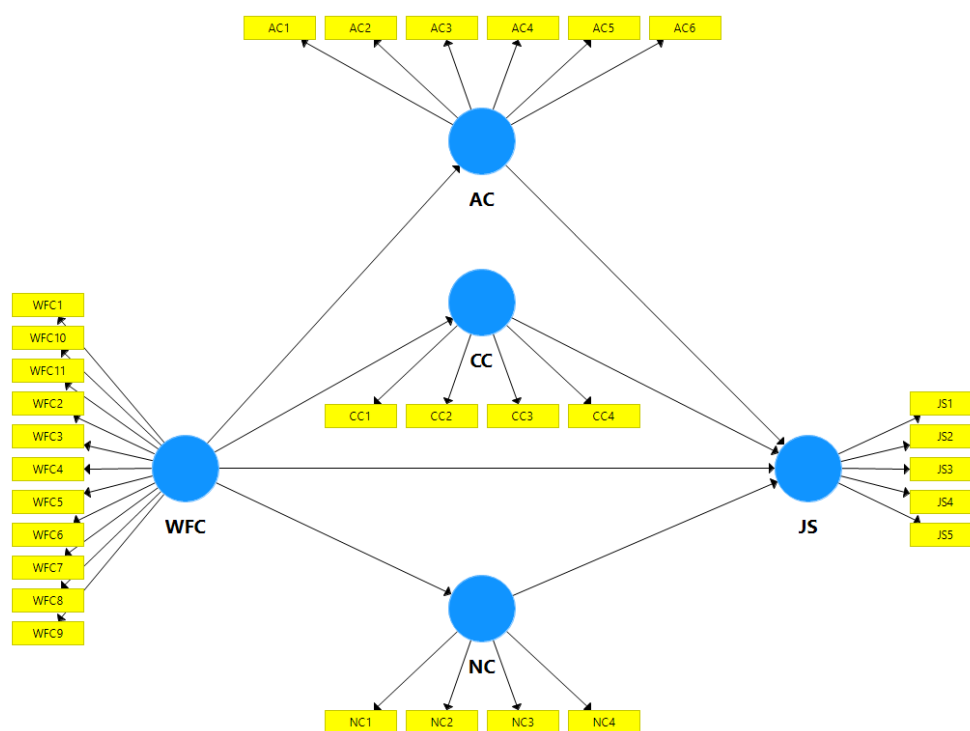 AC1 AC2 AC3 AC4 AC5 AC6
AC
CC
CC1 CC2 CC3 CC4
WFC1
WFC10
WFC11
WFC2
WFC3
WFC4
WFC5
WFC6
WFC7
WFC8
WFC9
WFC
JS
JS1
JS2
JS3
JS4
JS5
NC
NC1 NC2 NC3 NC4